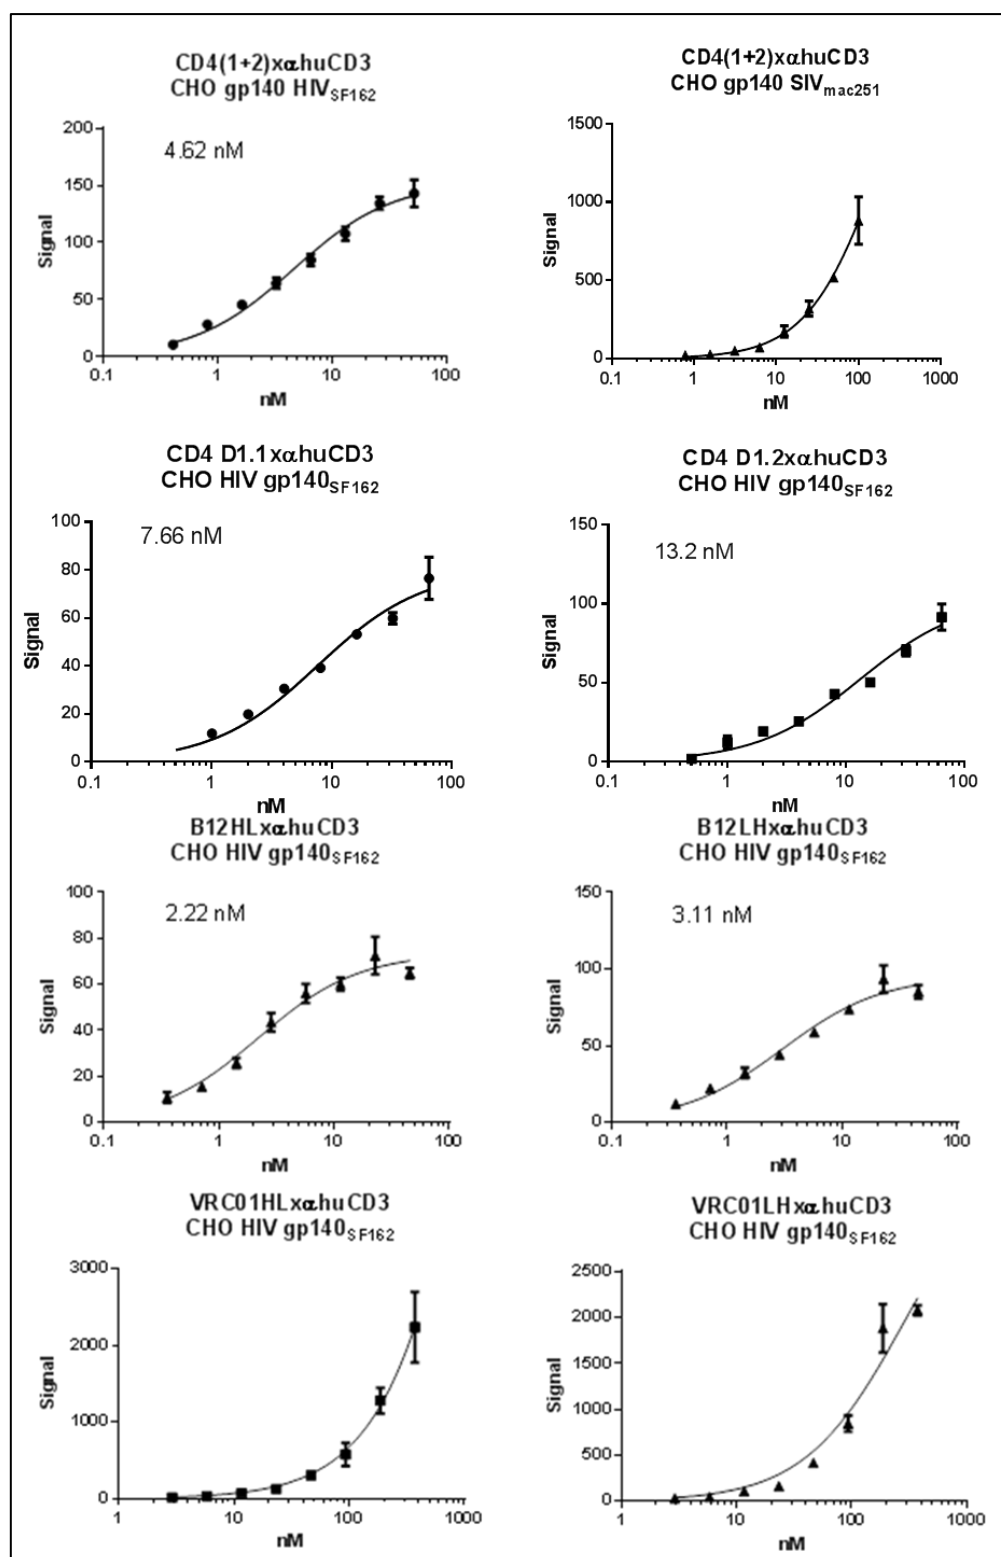 CD4(1+2)xαhuCD3
CHO gp140 HIVSF162
4.62 nM
200
150
100
50
0
Signal
0.1
1
10
100
nM
CD4(1+2)xαhuCD3
CHO gp140 SIVmac251
1500
1000
500
0
Signal
0.1
1
10
100
1000
nM
CD4 D1.1xαhuCD3
CHO HIV gp140SF162
7.66 nM
100
80
60
40
20
0
Signal
0.1
1
10
100
nM
CD4 D1.2xαhuCD3
CHO HIV gp140SF162
13.2 nM
150
100
50
0
Signal
0.1
1
10
100
nM
B12HLxαhuCD3
CHO HIV gp140SF162
2.22 nM
100
80
60
40
20
0
Signal
0.1
1
10
100
nM
B12LHxαhuCD3
CHO HIV gp140SF162
3.11 nM
150
100
50
0
Signal
0.1
1
10
100
nM
VRC01HLxαhuCD3
CHO HIV gp140SF162
3000
2000
1000
0
Signal
1
10
100
1000
nM
VRC01LHxαhuCD3
CHO HIV gp140SF162
2500
2000
1500
1000
500
0
Signal
1
10
100
1000
nM